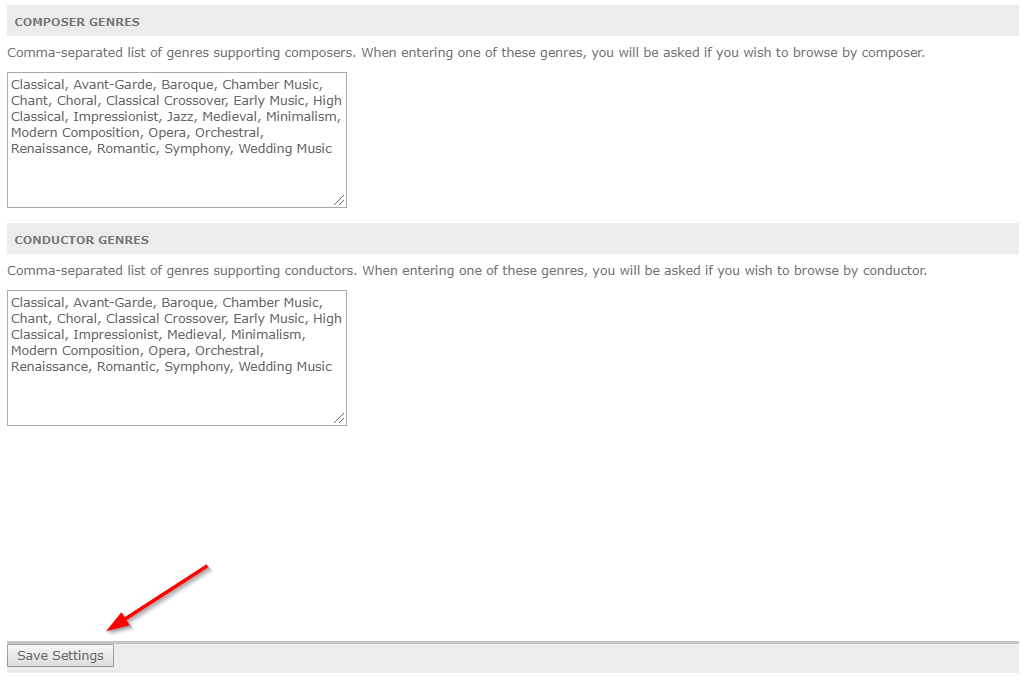 COMPOSER GENRES
Comma-separated list of genres supporting composers. When entering one of these genres, you will be asked if you wish to browse by composer.
Classical, Avant-Garde, Baroque, Chamber Music,
Chant, Choral, Classical Crossover, Early Music, High
Classical, Impressionist, Jazz, Medieval, Minimalism,
Modern Composition, Opera, Orchestral,
Renaissance, Romantic, Symphony, Wedding Music
CONDUCTOR GENRES
Comma-separated list of genres supporting conductors. When entering one of these genres, you will be asked if you wish to browse by conductor.
Classical, Avant-Garde, Baroque, Chamber Music,
Chant, Choral, Classical Crossover, Early Music, High
Classical, Impressionist, Medieval, Minimalism,
Modern Composition, Opera, Orchestral,
Renaissance, Romantic, Symphony, Wedding Music
Save Settings